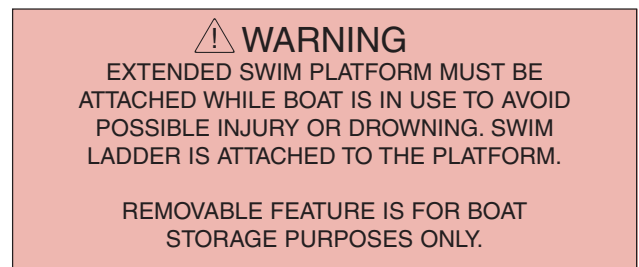 WARNING
EXTENDED SWIM PLATFORM MUST BE
ATTACHED WHILE BOAT IS IN USE TO AVOID
POSSIBLE INJURY OR DROWNING. SWIM
LADDER IS ATTACHED TO THE PLATFORM.
REMOVABLE FEATURE IS FOR BOAT
STORAGE PURPOSES ONLY.